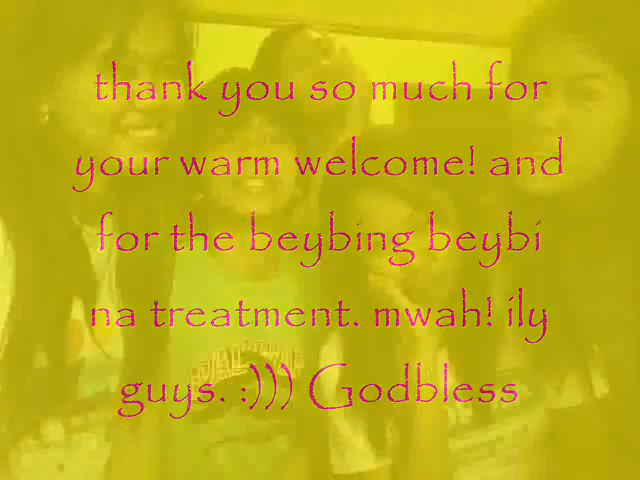 thank you so much for
your warm welcome! and
for the beybing beybi
na treatment. mwah! ily
guys. :))) Godbless